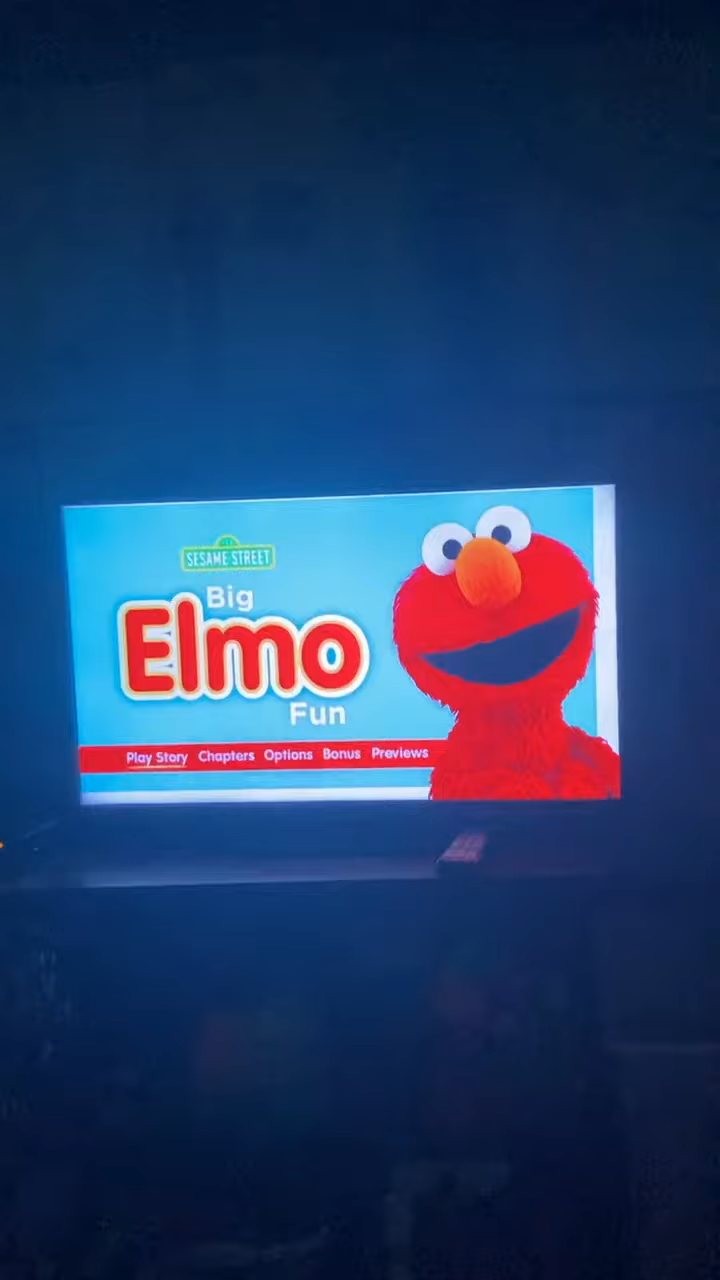 SESAME STREET
Big
Elmo
Fun
Play Story Chapters Options Bonus Previews